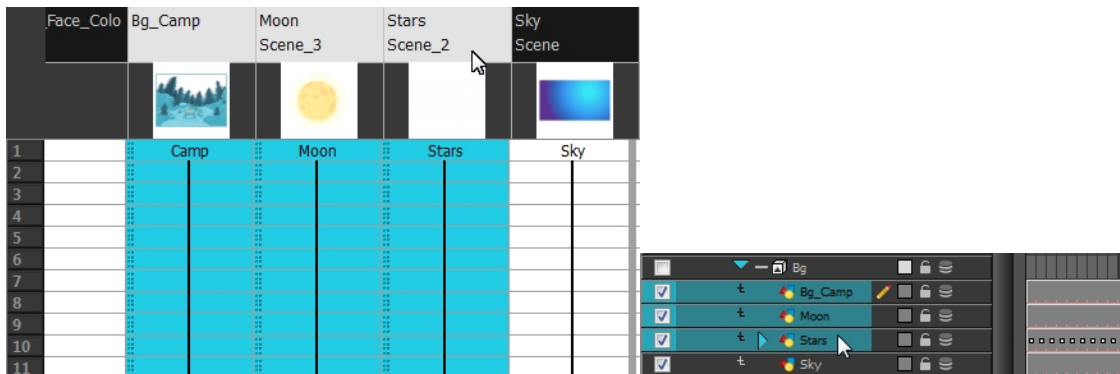 _Face_Colo Bg_Camp Moon Stars Sky
Scene_3 Scene_2 Scene
1 Camp Moon Stars Sky
2
3
4
5
6
7
8
9
10
11
Bg
Bg_Camp
Moon
Stars
Sky